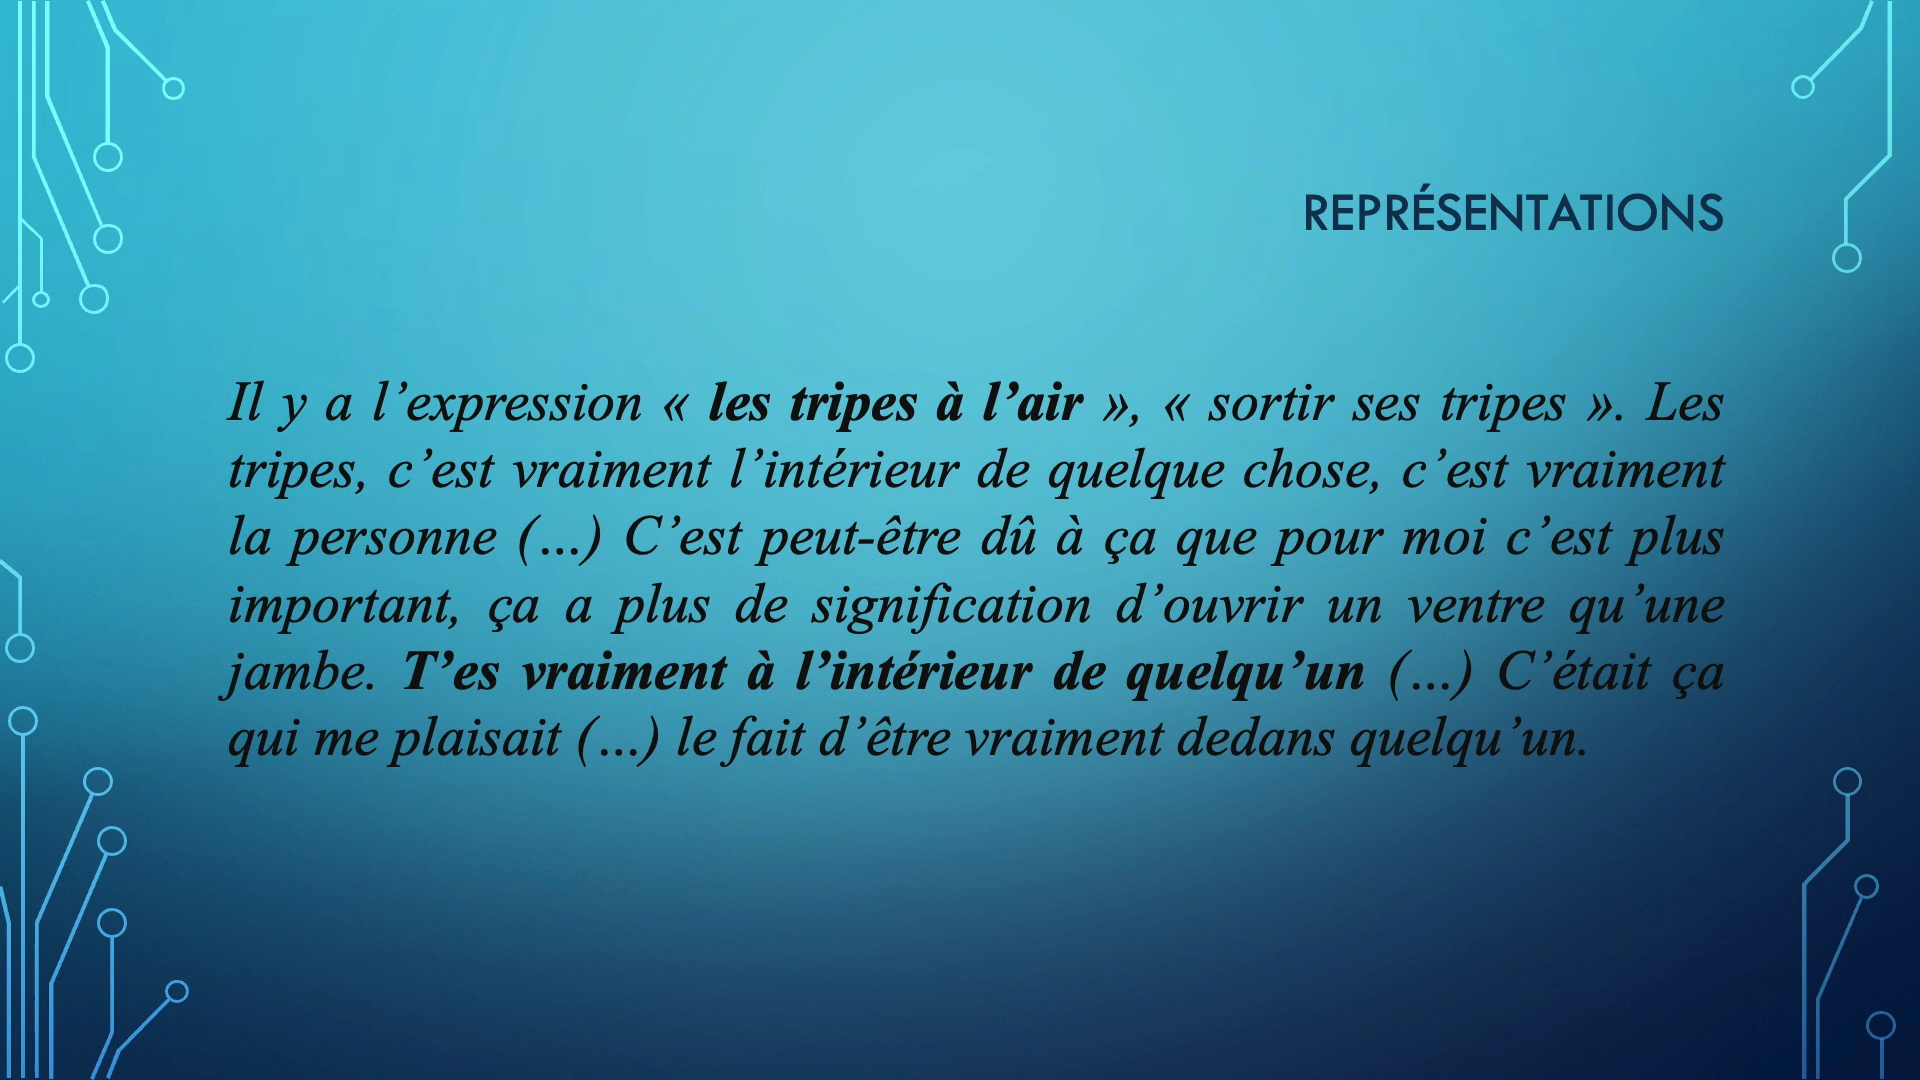 REPRÉSENTATIONS
Il y a l’expression « les tripes à l’air », « sortir ses tripes ». Les
tripes, c’est vraiment l’intérieur de quelque chose, c’est vraiment
la personne (…) C’est peut-être dû à ça que pour moi c’est plus
important, ça a plus de signification d’ouvrir un ventre qu’une
jambe. T’es vraiment à l’intérieur de quelqu’un (…) C’était ça
qui me plaisait (…) le fait d’être vraiment dedans quelqu’un.